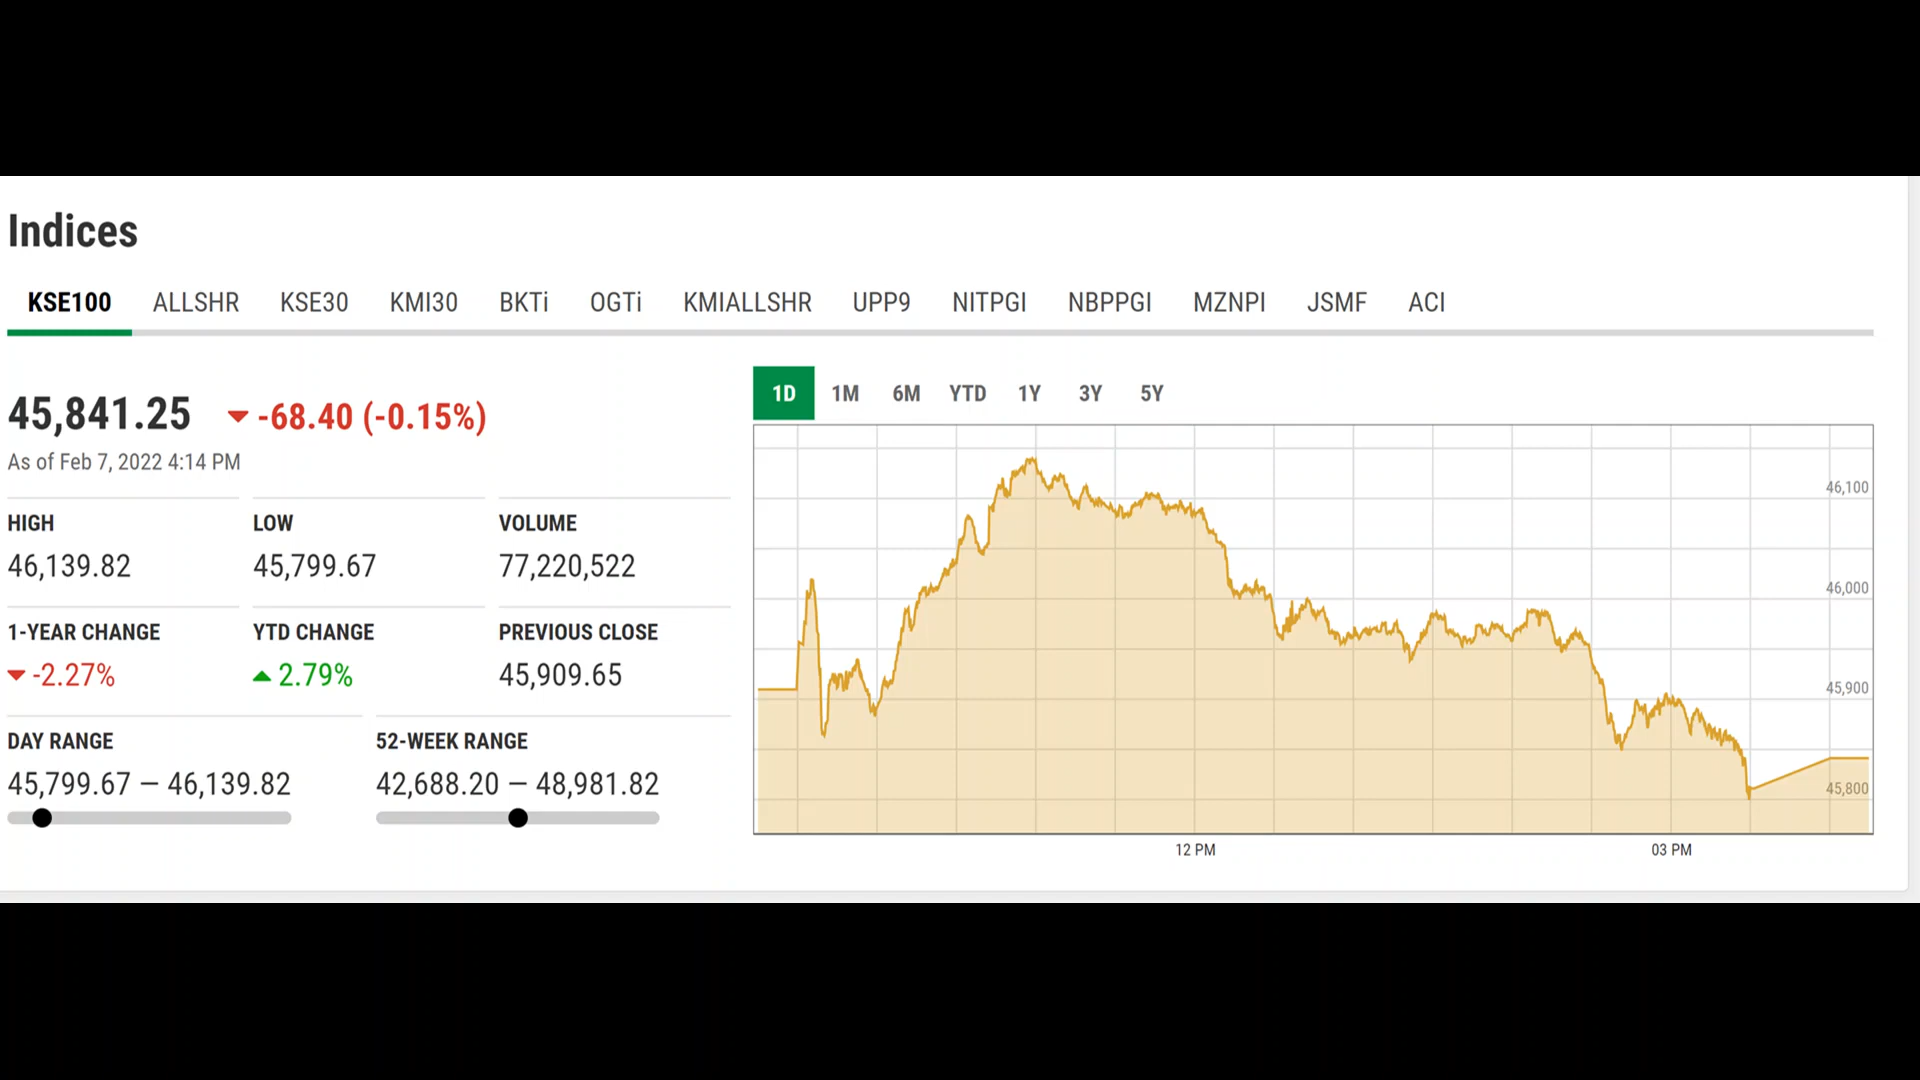 Indices
KSE100 ALLSHR KSE30 KMI30 BKTi OGTi KMIALLSHR UPP9 NITPGI NBPPGI MZNPI JSMF ACI
45,841.25 -68.40 (-0.15%)
As of Feb 7, 2022 4:14 PM
HIGH LOW VOLUME
46,139.82 45,799.67 77,220,522
1-YEAR CHANGE YTD CHANGE PREVIOUS CLOSE
-2.27% 2.79% 45,909.65
DAY RANGE 52-WEEK RANGE
45,799.67 — 46,139.82 42,688.20 — 48,981.82
1D 1M 6M YTD 1Y 3Y 5Y
46,100
46,000
45,900
45,800
12 PM 03 PM